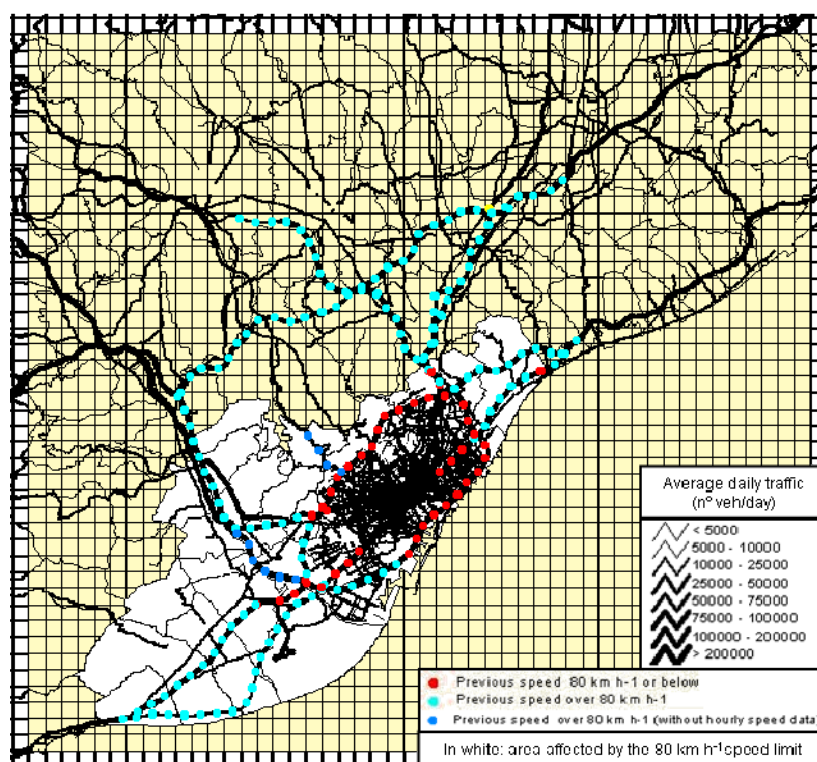 Average daily traffic
(nº veh/day)
< 5000
5000 - 10000
10000 - 25000
25000 - 50000
50000 - 75000
75000 - 100000
100000 - 200000
> 200000
Previous speed 80 km h-1 or below
Previous speed over 80 km h-1
Previous speed over 80 km h-1 (without hourly speed data)
In white: area affected by the 80 km h⁻¹ speed limit